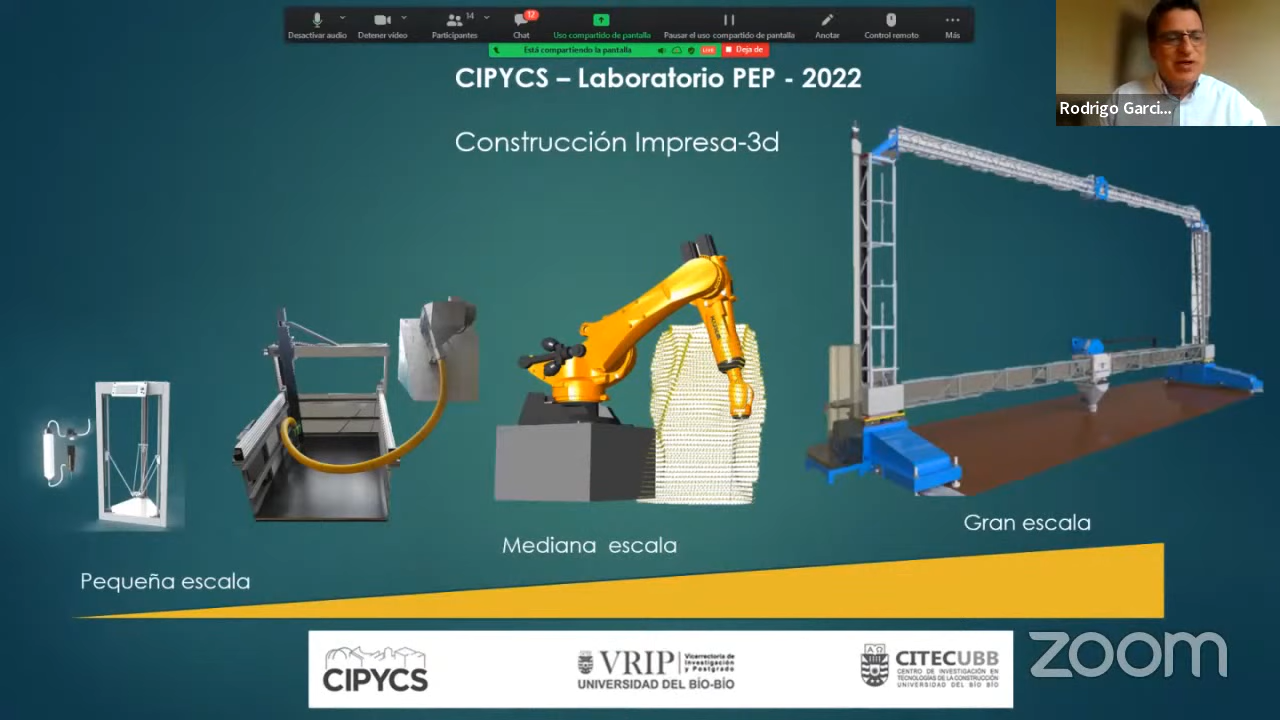 Desactivar audio
Detener video
14
Participantes
12
Chat
Uso compartido de pantalla
Pausar el uso compartido de pantalla
Anotar
Control remoto
Más
Está compartiendo la pantalla
LIVE
Deja de
Rodrigo Garci...
CIPYCS – Laboratorio PEP - 2022
Construcción Impresa-3d
Gran escala
Mediana escala
Pequeña escala
CIPYCS
VRIP
Vicerrectoría de
Investigación
y Postgrado
UNIVERSIDAD DEL BÍO-BÍO
CITECUBB
CENTRO DE INVESTIGACIÓN EN
TECNOLOGÍAS DE LA CONSTRUCCIÓN
UNIVERSIDAD DEL BÍO BÍO
zoom